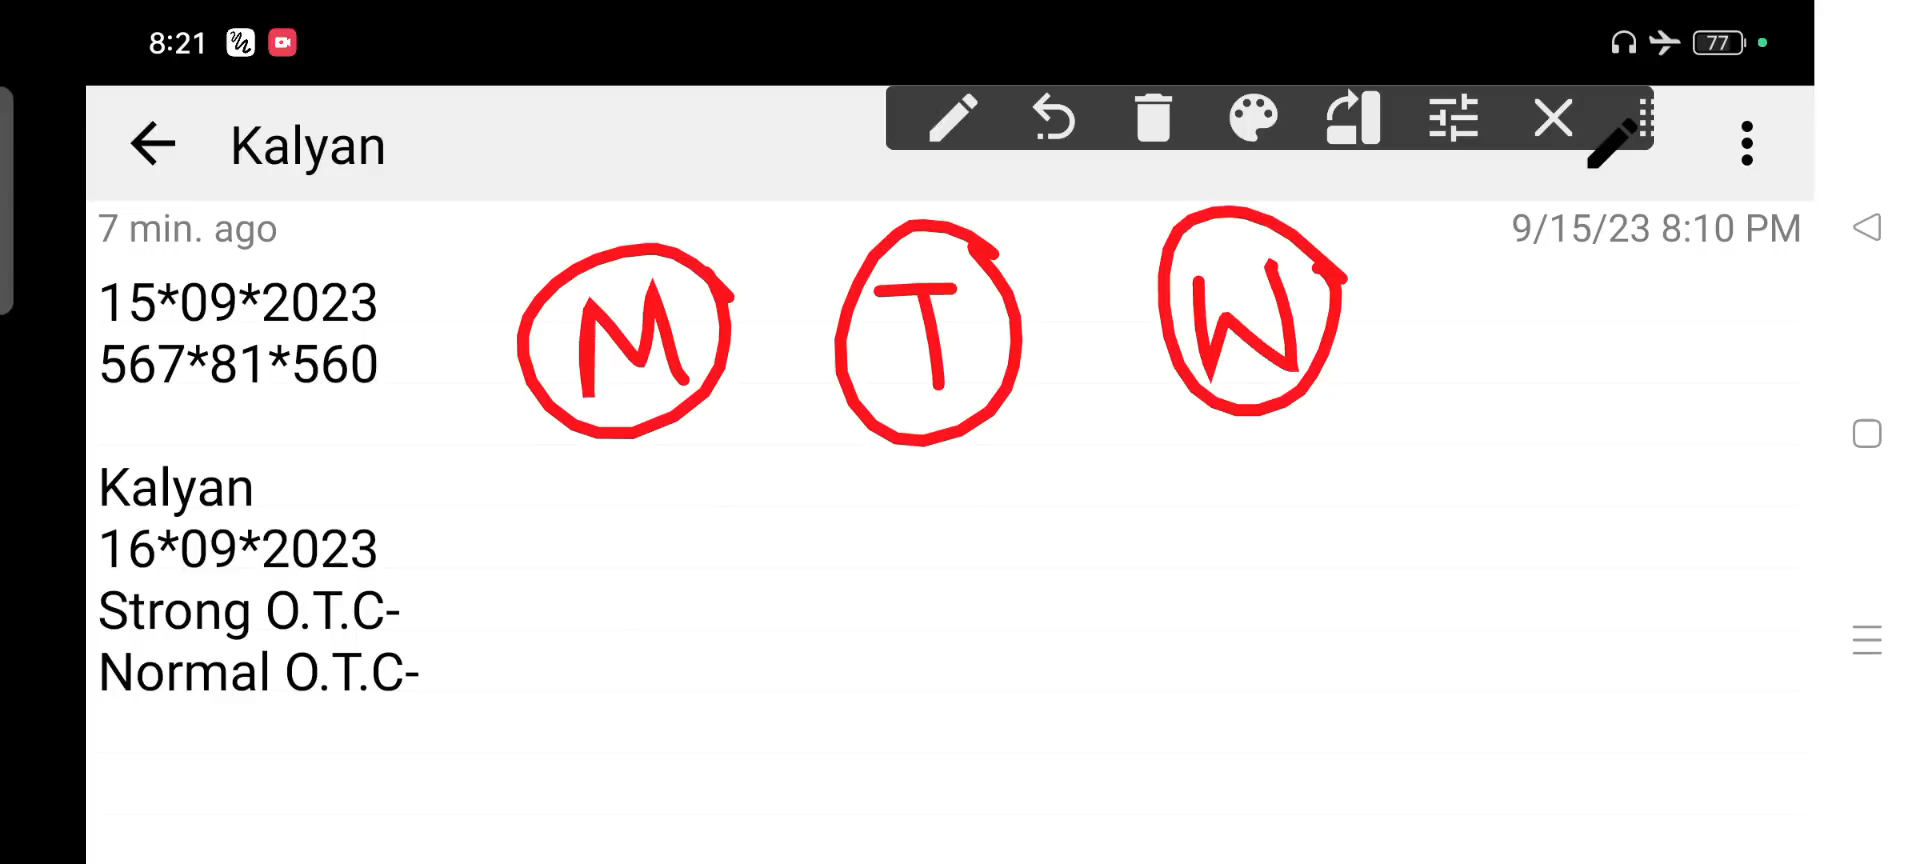 8:21
77
Kalyan
7 min. ago
9/15/23 8:10 PM
15*09*2023
567*81*560
M T W
Kalyan
16*09*2023
Strong O.T.C-
Normal O.T.C-